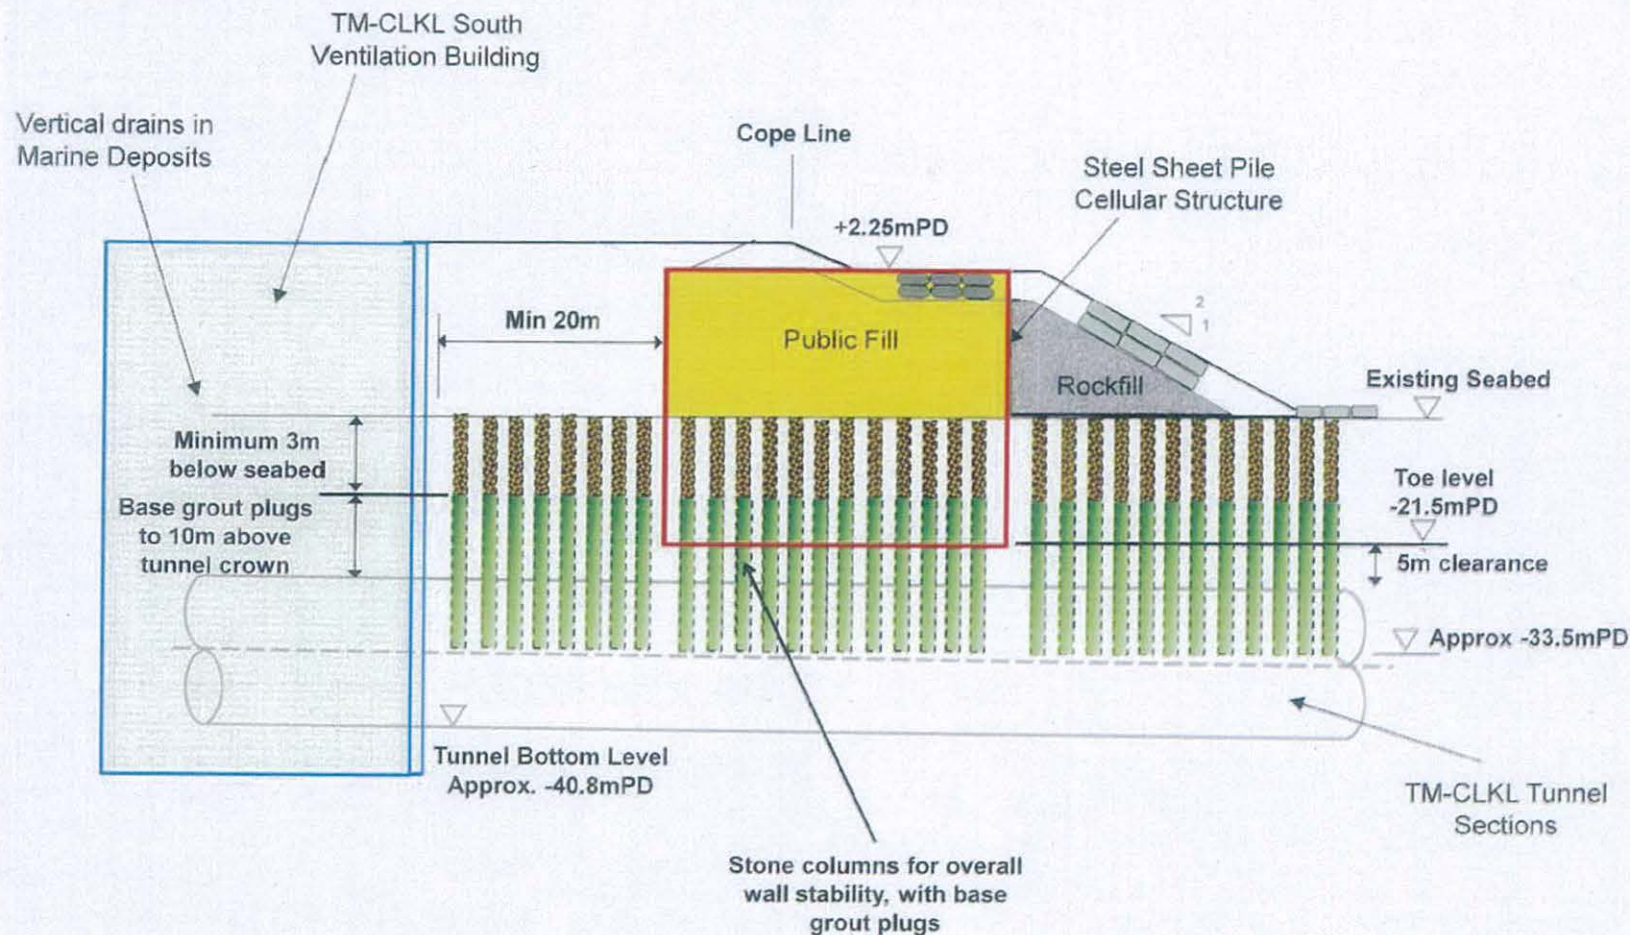 TM-CLKL South
Ventilation Building
Vertical drains in
Marine Deposits
Cope Line
Steel Sheet Pile
Cellular Structure
+2.25mPD
2
1
Min 20m
Public Fill
Rockfill
Existing Seabed
Minimum 3m
below seabed
Toe level
-21.5mPD
Base grout plugs
to 10m above
tunnel crown
5m clearance
Approx -33.5mPD
Tunnel Bottom Level
Approx. -40.8mPD
TM-CLKL Tunnel
Sections
Stone columns for overall
wall stability, with base
grout plugs